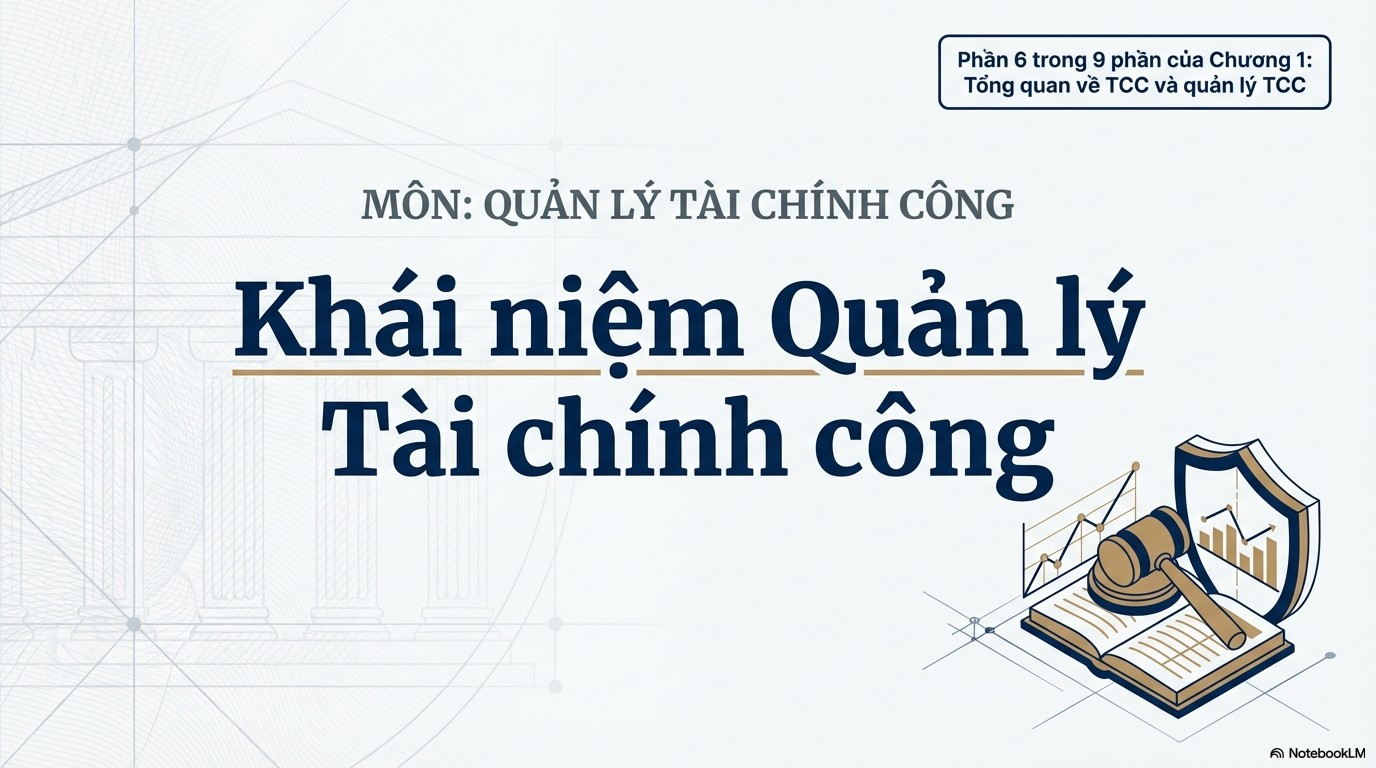 Phần 6 trong 9 phần của Chương 1:
Tổng quan về TCC và quản lý TCC
MÔN: QUẢN LÝ TÀI CHÍNH CÔNG
Khái niệm Quản lý
Tài chính công
NotebookLM